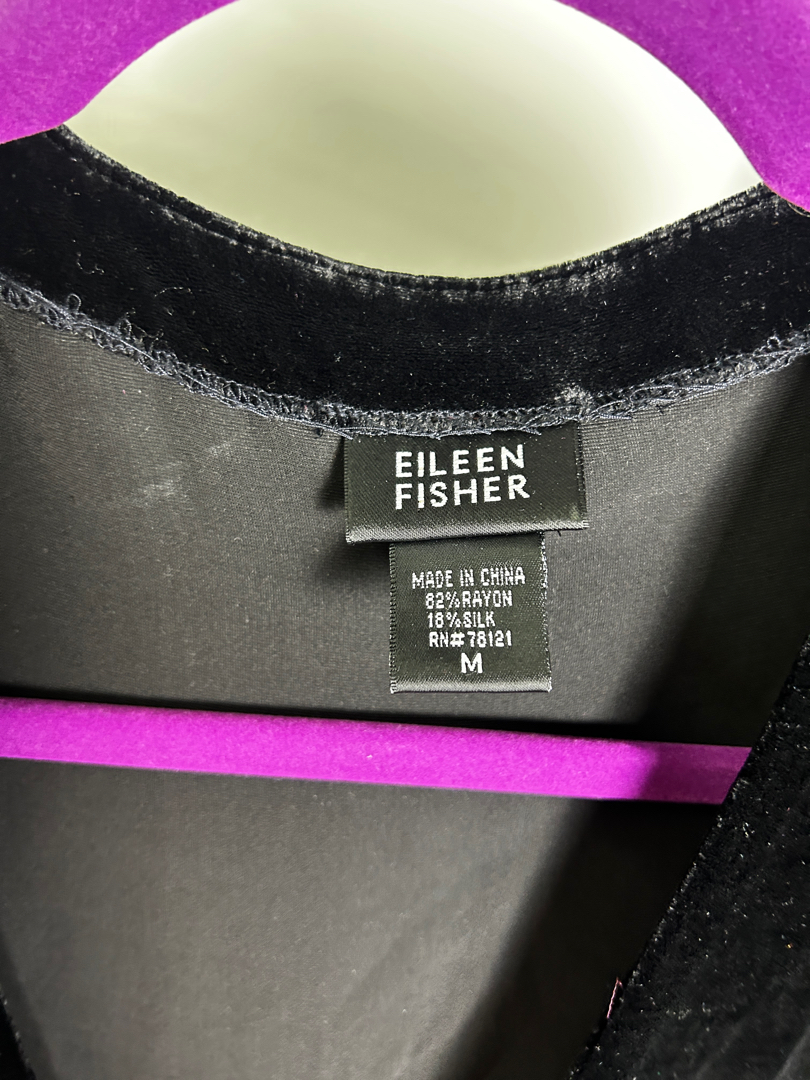 EILEEN
FISHER
MADE IN CHINA
82%RAYON
18%SILK
RN#78121
M